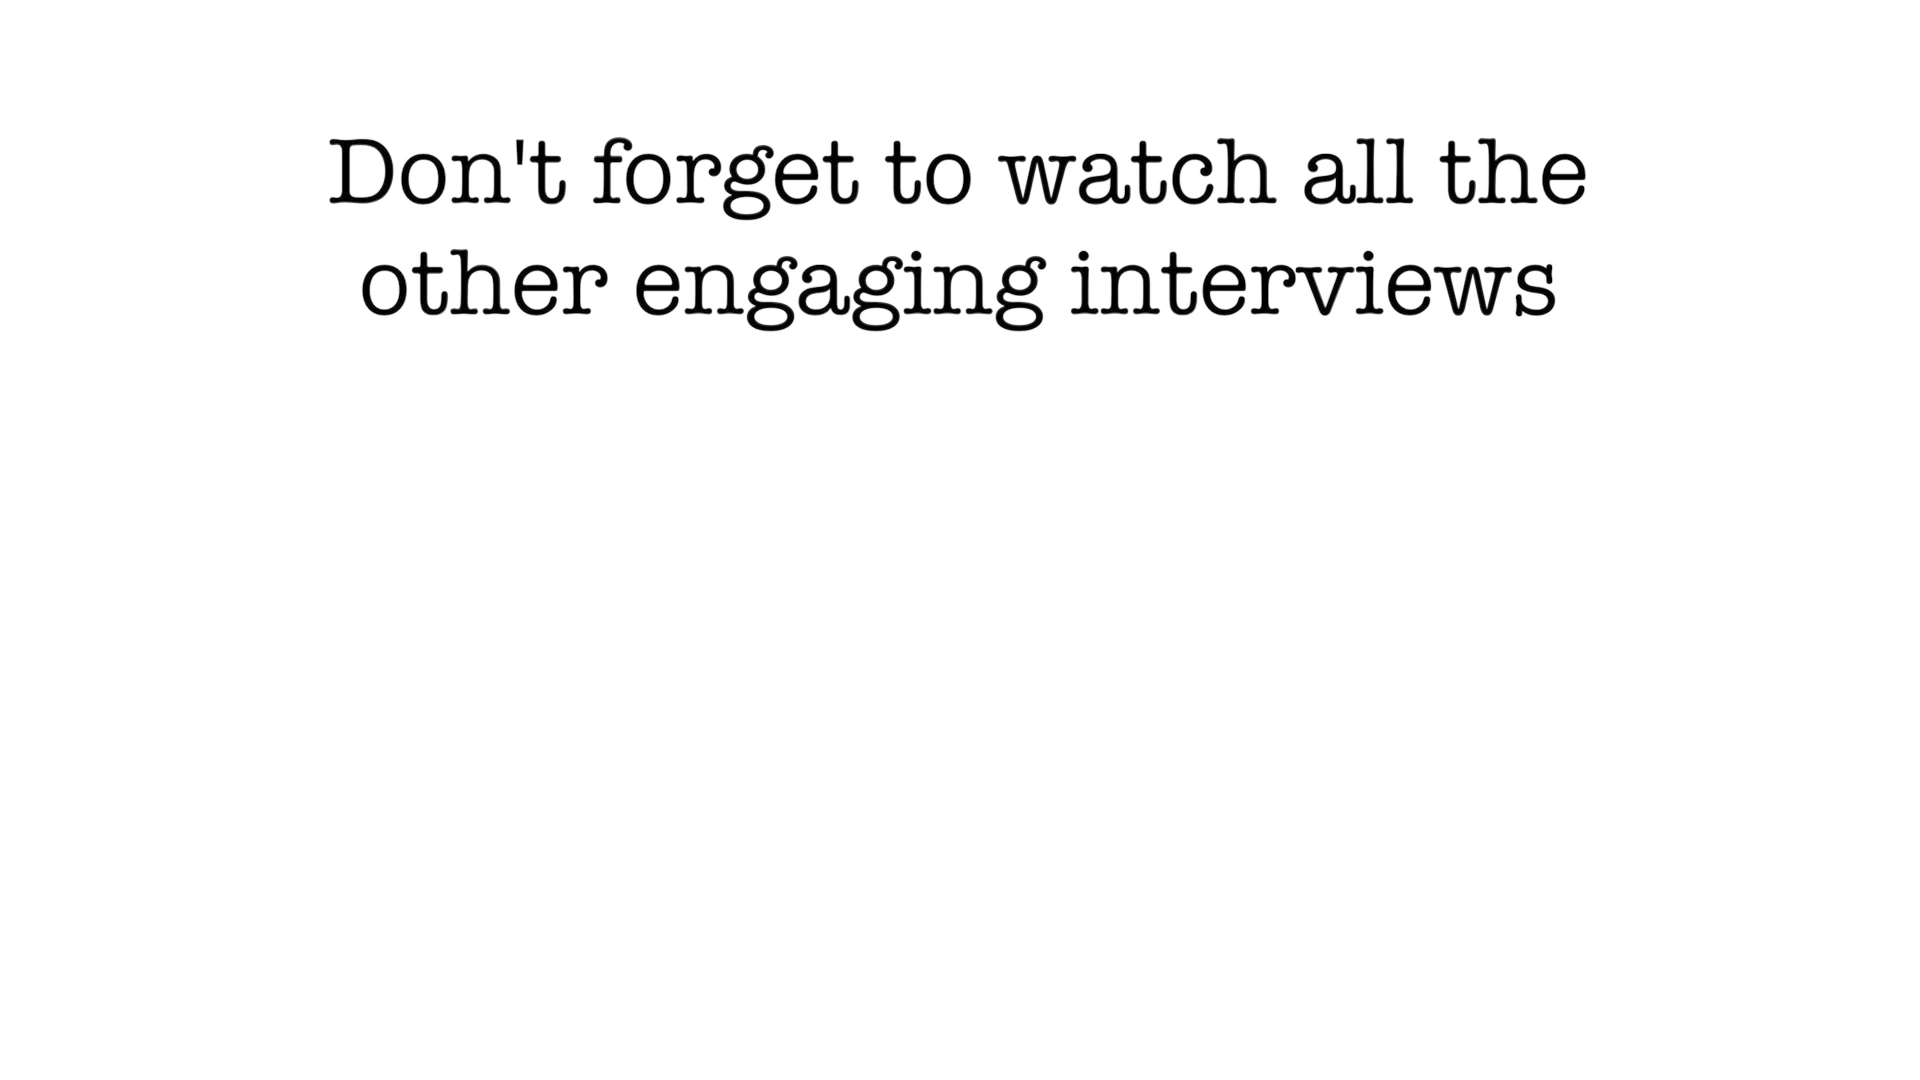 Don't forget to watch all the
other engaging interviews